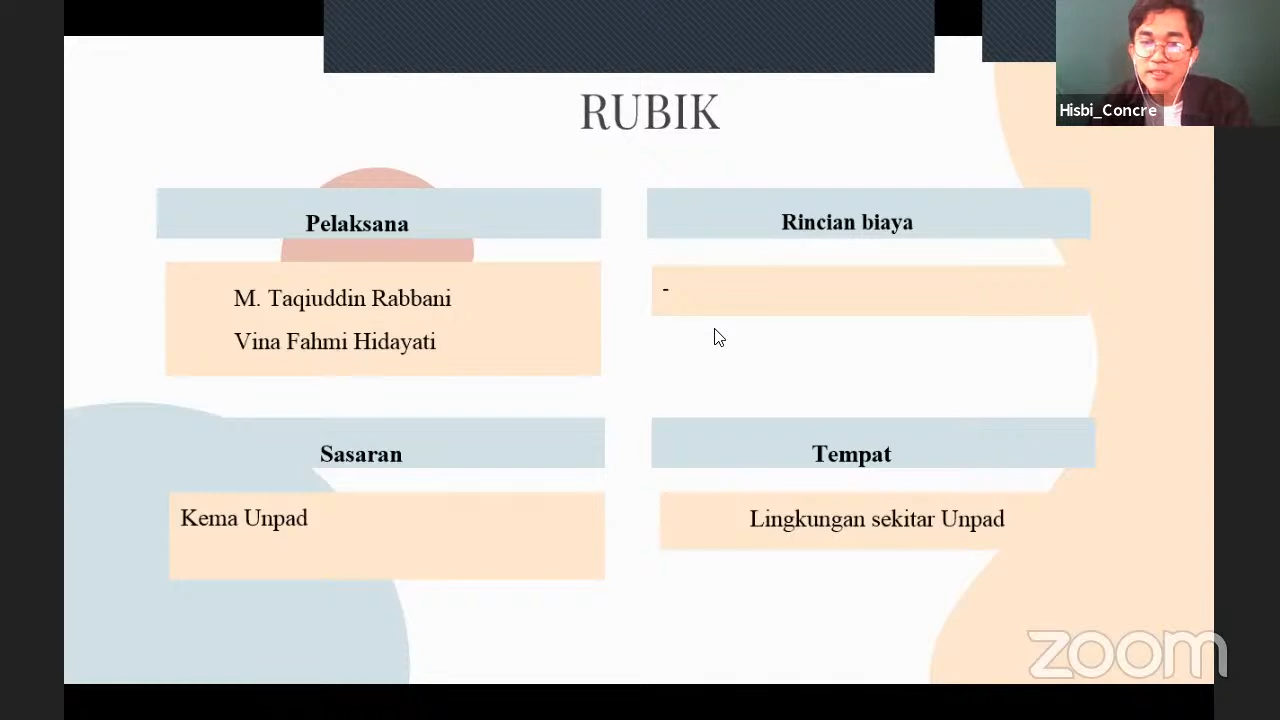 RUBIK
Hisbi_Concre
Pelaksana
M. Taqiuddin Rabbani
Vina Fahmi Hidayati
Rincian biaya
-
Sasaran
Kema Unpad
Tempat
Lingkungan sekitar Unpad
zoom